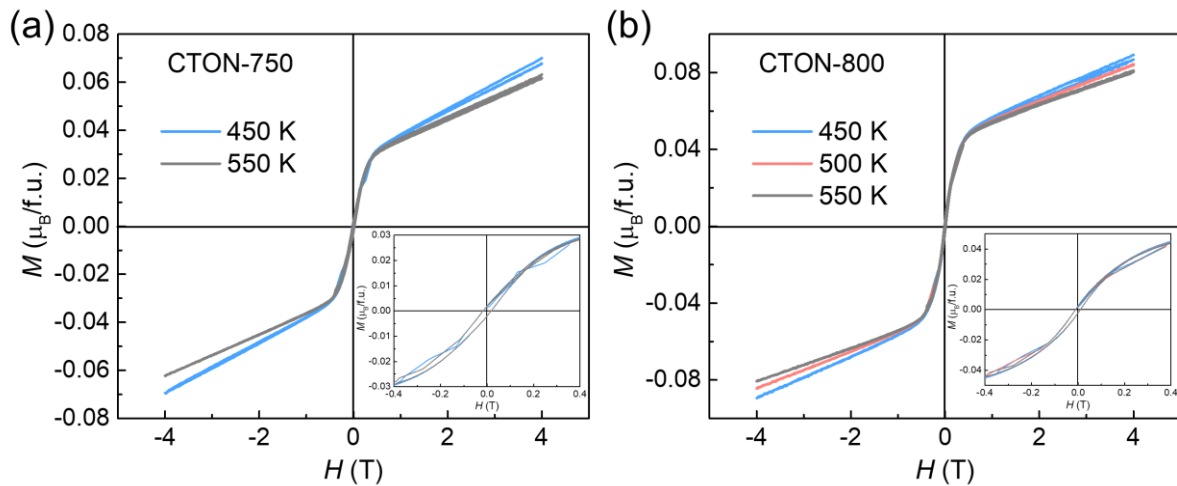 (a)
CTON-750
450 K
550 K
M (μB/f.u.)
0.08
0.06
0.04
0.02
0.00
-0.02
-0.04
-0.06
-0.08
-4 -2 0 2 4
H (T)
M (μB/f.u.)
0.03
0.02
0.01
0.00
-0.01
-0.02
-0.03
-0.4 -0.2 0.0 0.2 0.4
H (T)
(b)
CTON-800
450 K
500 K
550 K
M (μB/f.u.)
0.08
0.04
0.00
-0.04
-0.08
-4 -2 0 2 4
H (T)
M (μB/f.u.)
0.04
0.02
0.00
-0.02
-0.04
-0.4 -0.2 0.0 0.2 0.4
H (T)